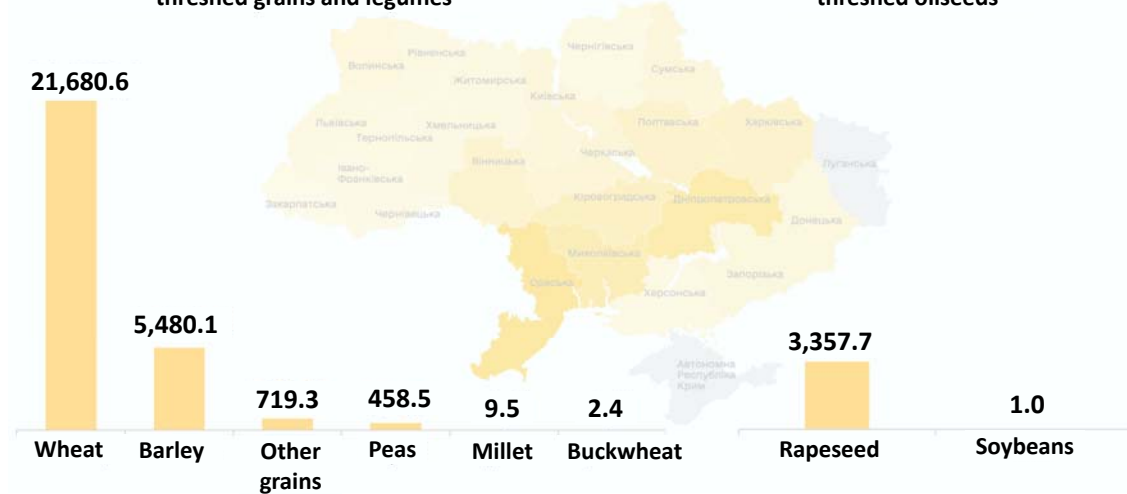 threshed grains and legumes
threshed oilseeds
21,680.6
5,480.1
719.3
458.5
9.5
2.4
3,357.7
1.0
Wheat
Barley
Other
grains
Peas
Millet
Buckwheat
Rapeseed
Soybeans
Волинська
Рівненська
Житомирська
Київська
Чернігівська
Сумська
Львівська
Тернопільська
Хмельницька
Вінницька
Черкаська
Полтавська
Харківська
Луганська
Івано-
Франківська
Закарпатська
Чернівецька
Кіровоградська
Дніпропетровська
Донецька
Миколаївська
Одеська
Херсонська
Запорізька
Автономна
Республіка
Крим